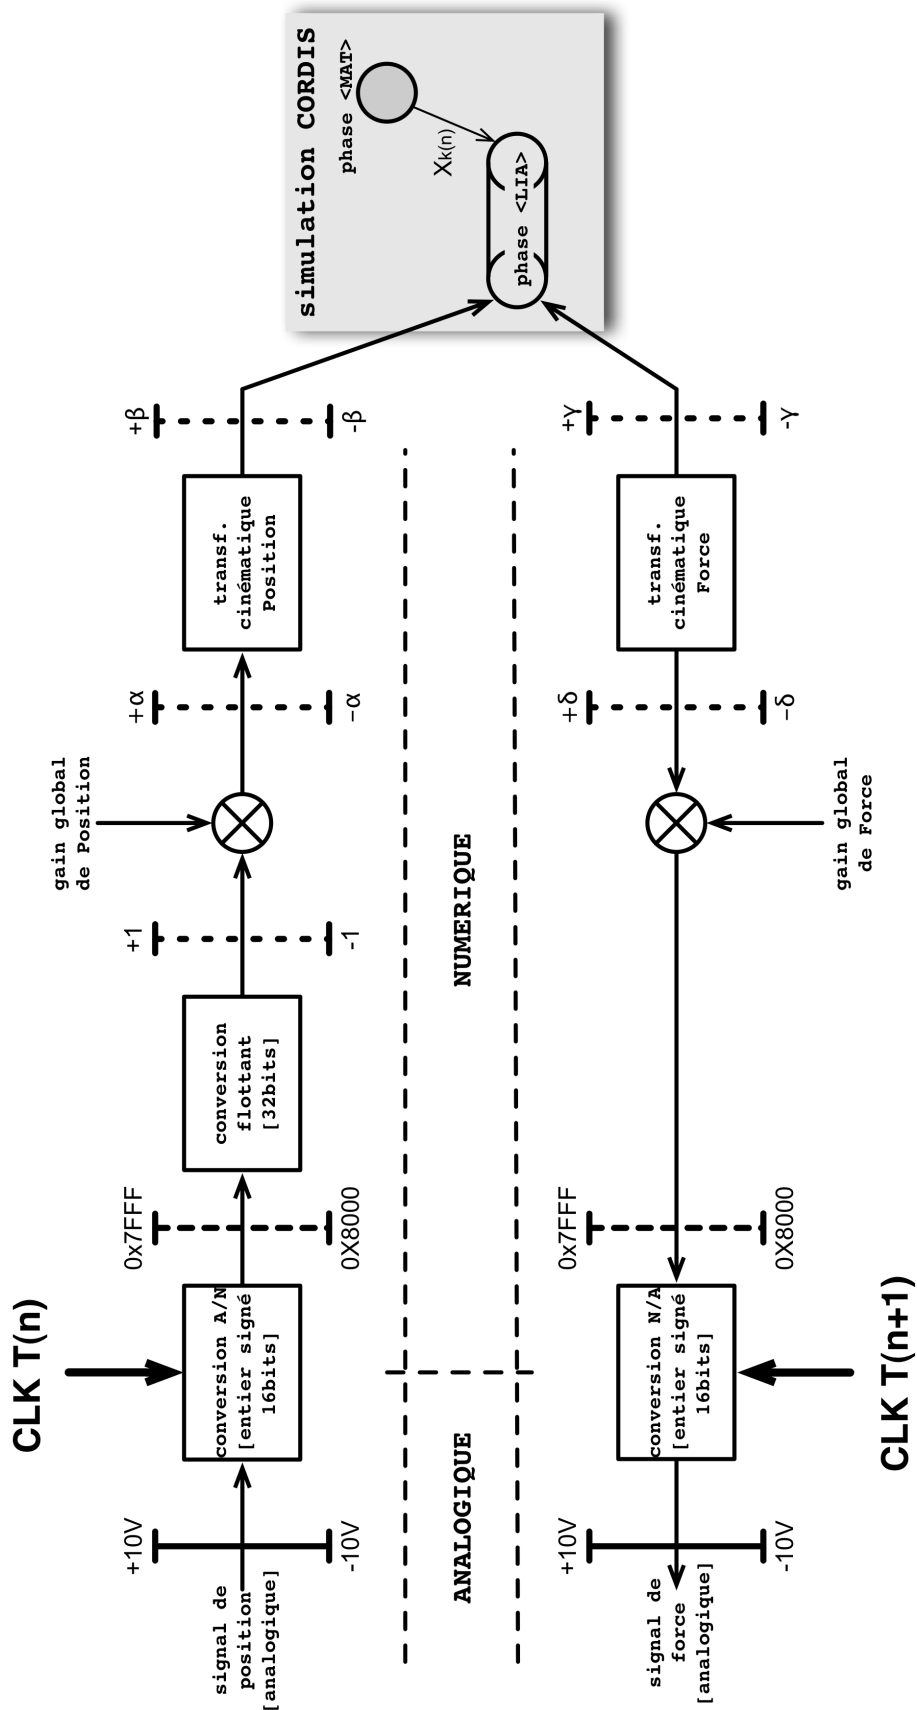 CLK T(n)
gain global
de Position
+10V
0x7FFF
+1
+α
+β
signal de
position
[analogique]
conversion A/N
[entier signé
16bits]
conversion
flottant
[32bits]
transf.
cinématique
Position
-10V
0X8000
-1
-α
-β
simulation CORDIS
phase <MAT>
Xk(n)
phase <LIA>
ANALOGIQUE
NUMERIQUE
+10V
0x7FFF
+δ
+γ
signal de
force
[analogique]
conversion N/A
[entier signé
16bits]
transf.
cinématique
Force
-10V
0X8000
-δ
-γ
gain global
de Force
CLK T(n+1)